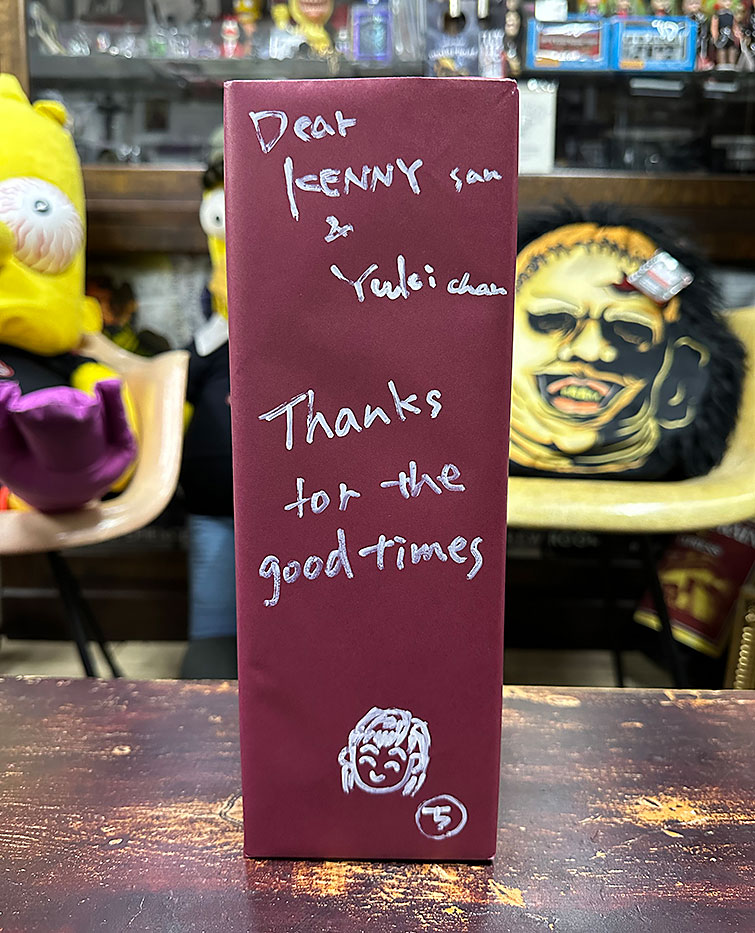 Dear
KENNY san
&
Yuki chan
Thanks
for the
good times
ち